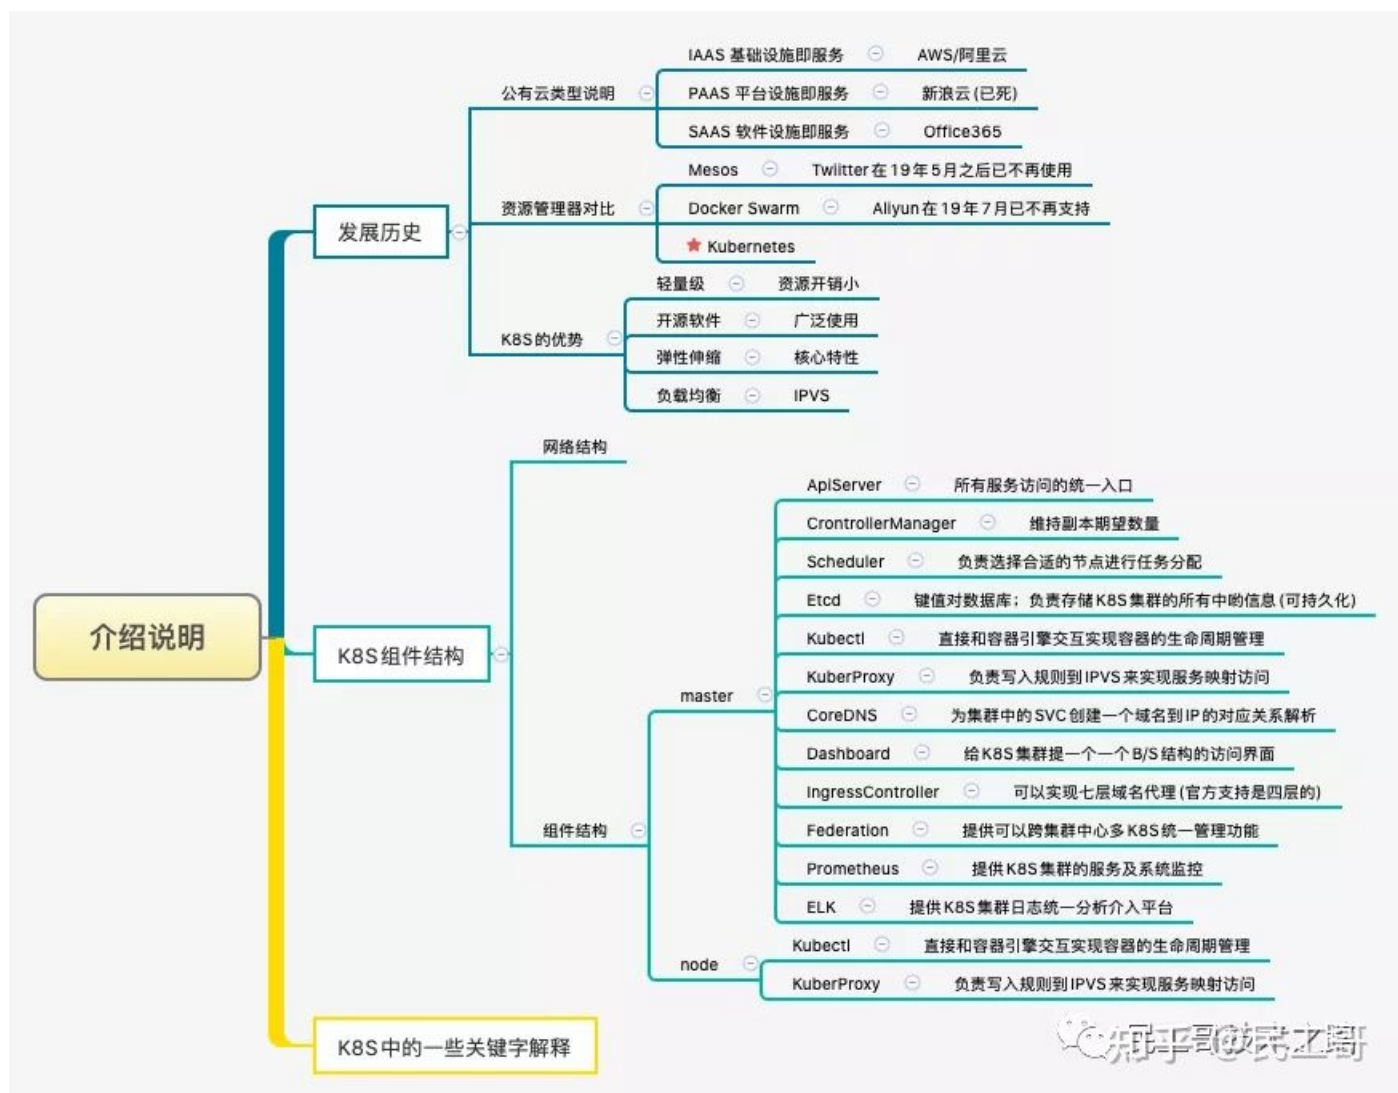 介绍说明
发展历史
公有云类型说明
IAAS 基础设施即服务 AWS/阿里云
PAAS 平台设施即服务 新浪云(已死)
SAAS 软件设施即服务 Office365
资源管理器对比
Mesos Twiitter在19年5月之后已不再使用
Docker Swarm Aliyun在19年7月已不再支持
Kubernetes
K8S的优势
轻量级 资源开销小
开源软件 广泛使用
弹性伸缩 核心特性
负载均衡 IPVS
K8S组件结构
网络结构
组件结构
master
ApiServer 所有服务访问的统一入口
CrontrollerManager 维持副本期望数量
Scheduler 负责选择合适的节点进行任务分配
Etcd 键值对数据库；负责存储K8S集群的所有中哟信息(可持久化)
Kubectl 直接和容器引擎交互实现容器的生命周期管理
KuberProxy 负责写入规则到IPVS来实现服务映射访问
CoreDNS 为集群中的SVC创建一个域名到IP的对应关系解析
Dashboard 给K8S集群提一个一个B/S结构的访问界面
IngressController 可以实现七层域名代理(官方支持是四层的)
Federation 提供可以跨集群中心多K8S统一管理功能
Prometheus 提供K8S集群的服务及系统监控
ELK 提供K8S集群日志统一分析介入平台
node
Kubectl 直接和容器引擎交互实现容器的生命周期管理
KuberProxy 负责写入规则到IPVS来实现服务映射访问
K8S中的一些关键字解释
知乎 @民工哥